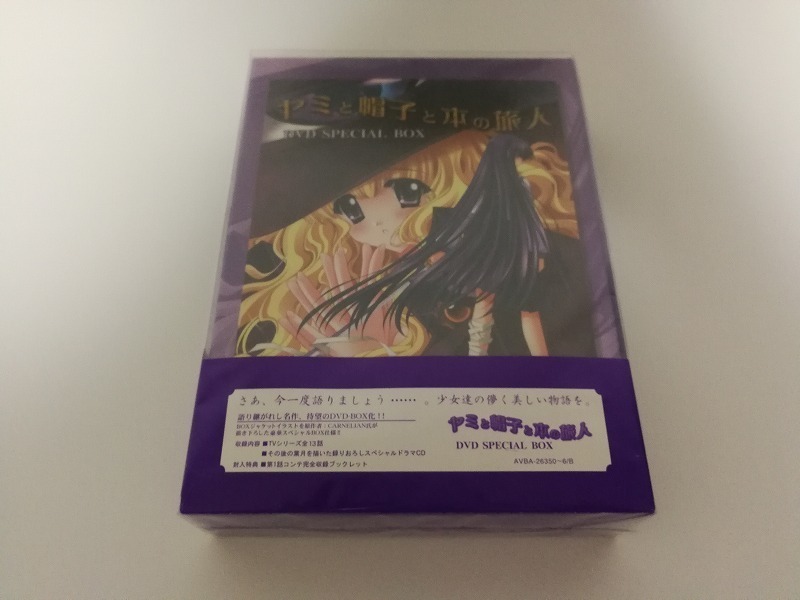 ヤミと帽子と本の旅人
DVD SPECIAL BOX
さあ、今一度語りましょう……。少女達の儚く美しい物語を。
語り継がれし名作、待望のDVD-BOX化!!
BOXジャケットイラストを原作者:CARNELIAN氏が
描き下ろした豪華スペシャルBOX仕様!!
収録内容 ■TVシリーズ全13話
■その後の葉月を描いた録りおろしスペシャルドラマCD
封入特典 ■第1話コンテ完全収録ブックレット
ヤミと帽子と本の旅人
DVD SPECIAL BOX
AVBA-26350~6/B